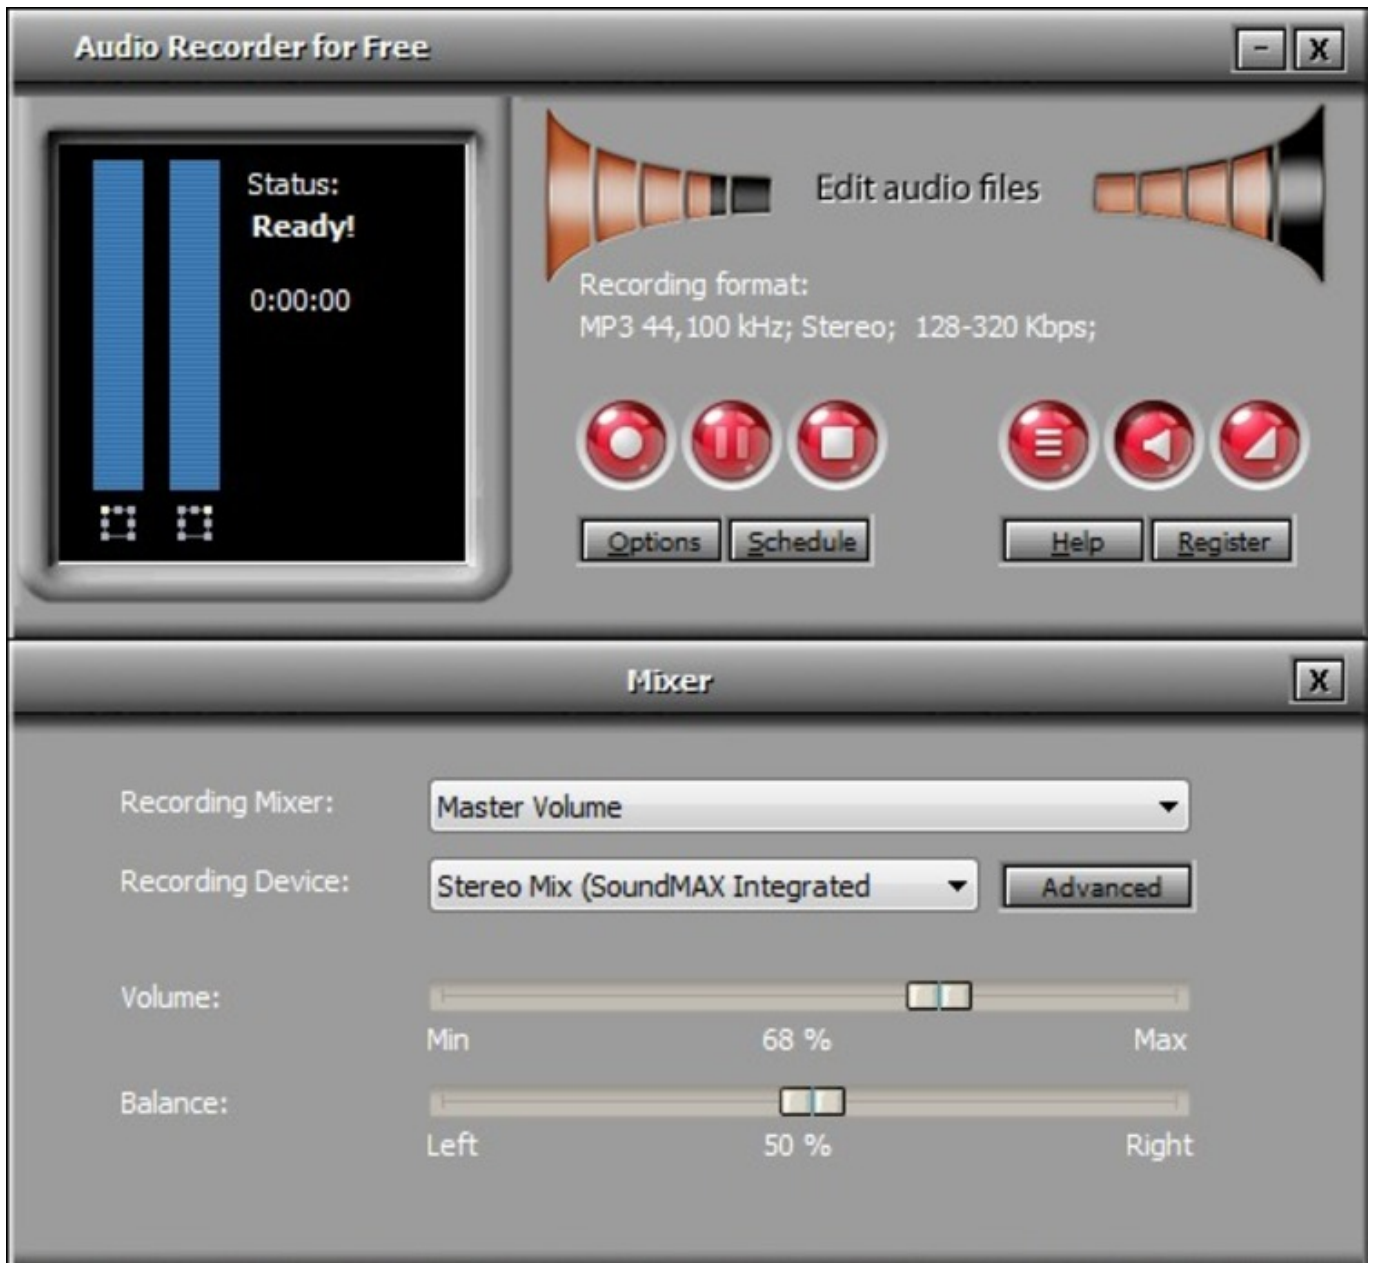 Audio Recorder for Free
- X
Status:
Ready!
0:00:00
Edit audio files
Recording format:
MP3 44,100 kHz; Stereo; 128-320 Kbps;
Options Schedule Help Register
Mixer X
Recording Mixer: Master Volume
Recording Device: Stereo Mix (SoundMAX Integrated Advanced
Volume:
Min 68 % Max
Balance:
Left 50 % Right